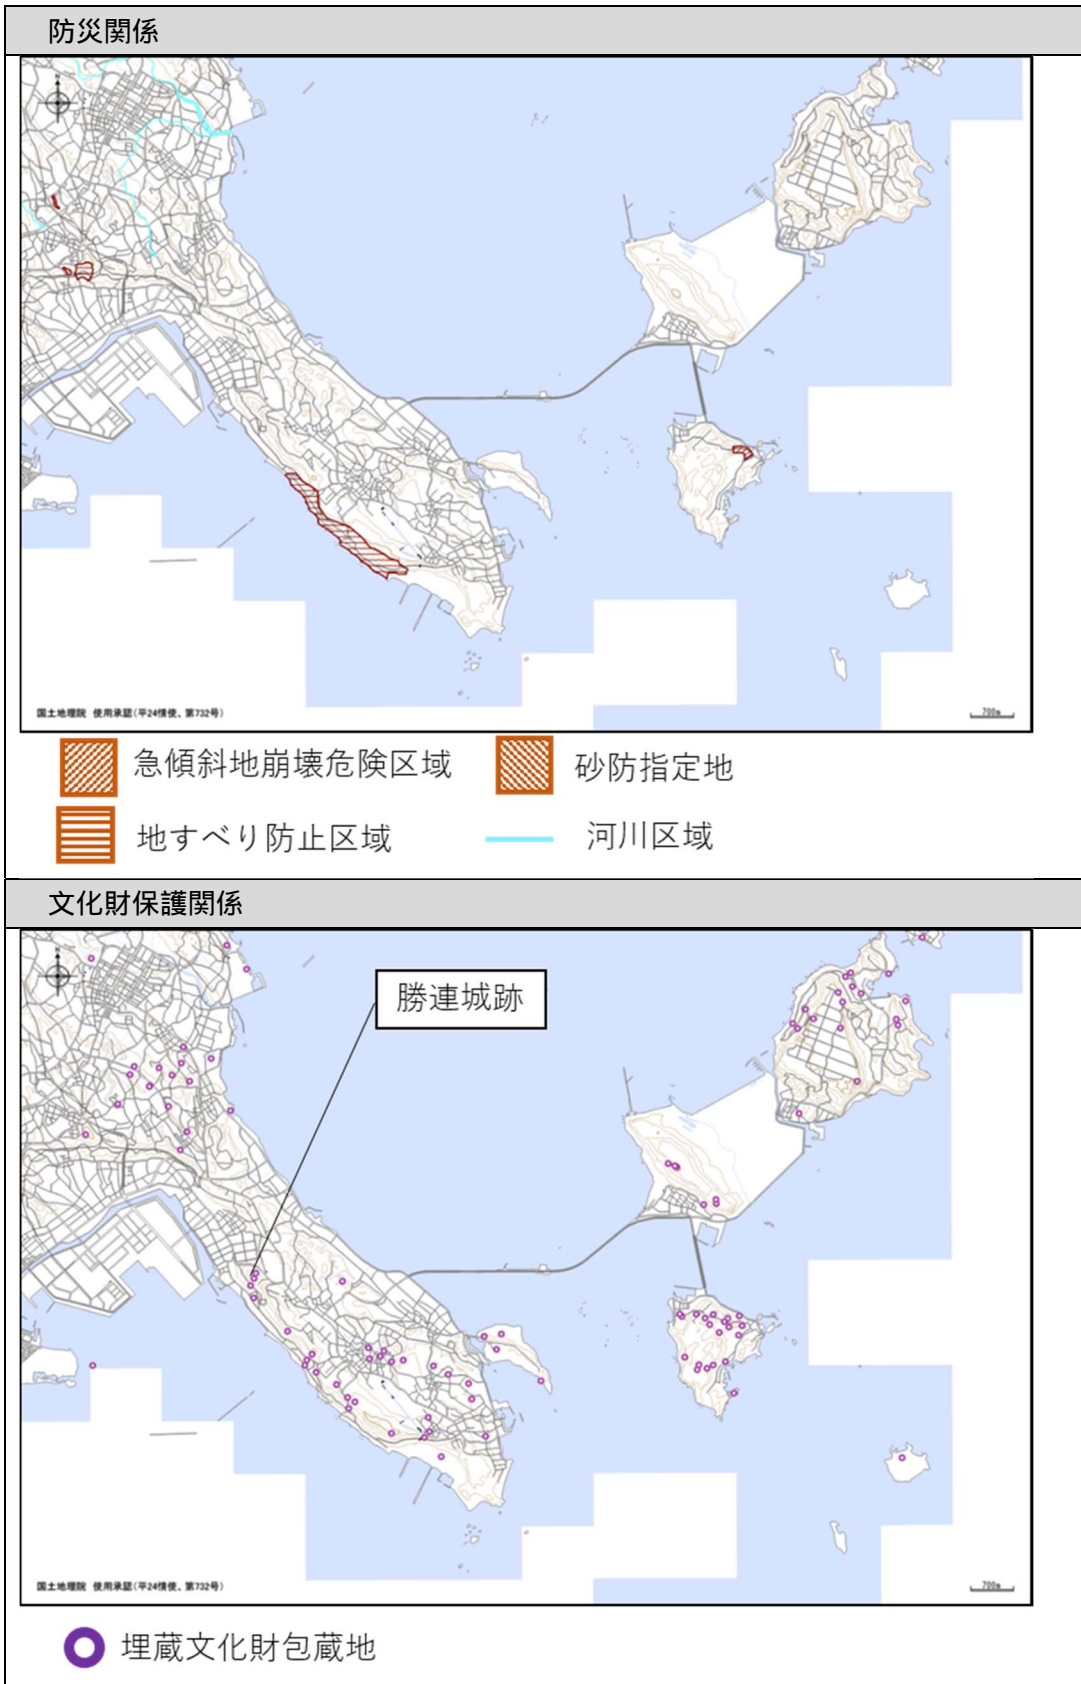 防災関係
N
国土地理院 使用承認(平24情使、第732号)
700m
急傾斜地崩壊危険区域
砂防指定地
地すべり防止区域
河川区域
文化財保護関係
N
勝連城跡
国土地理院 使用承認(平24情使、第732号)
700m
埋蔵文化財包蔵地